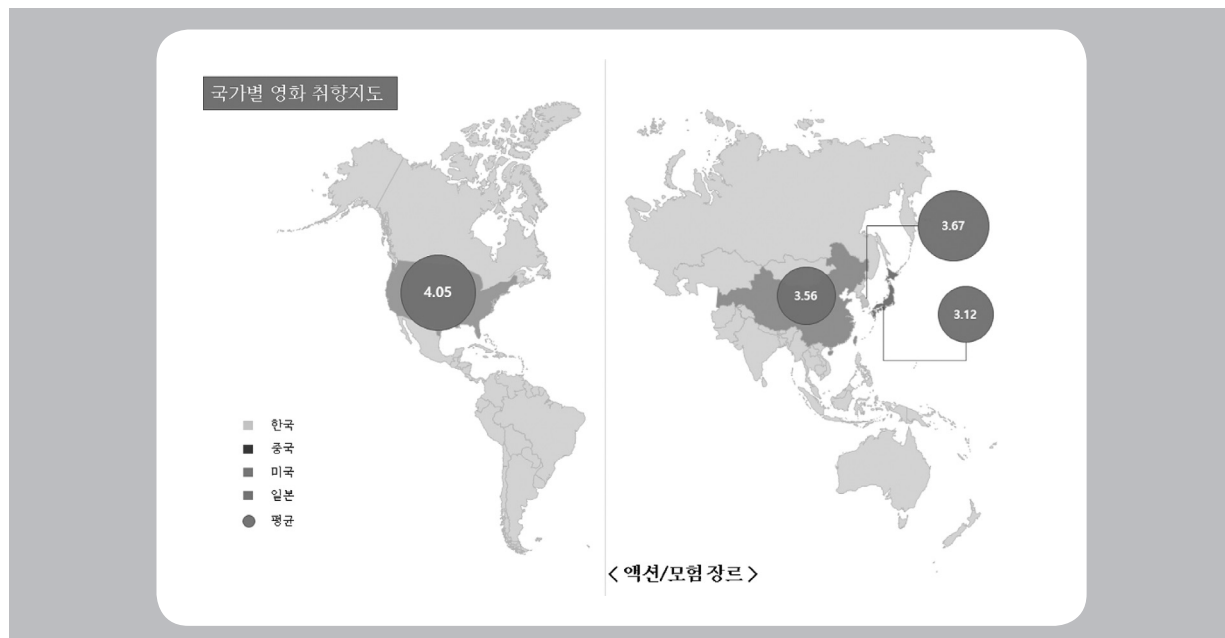 국가별 영화 취향지도
4.05
3.56
3.67
3.12
한국
중국
미국
일본
평균
< 액션/모험 장르 >